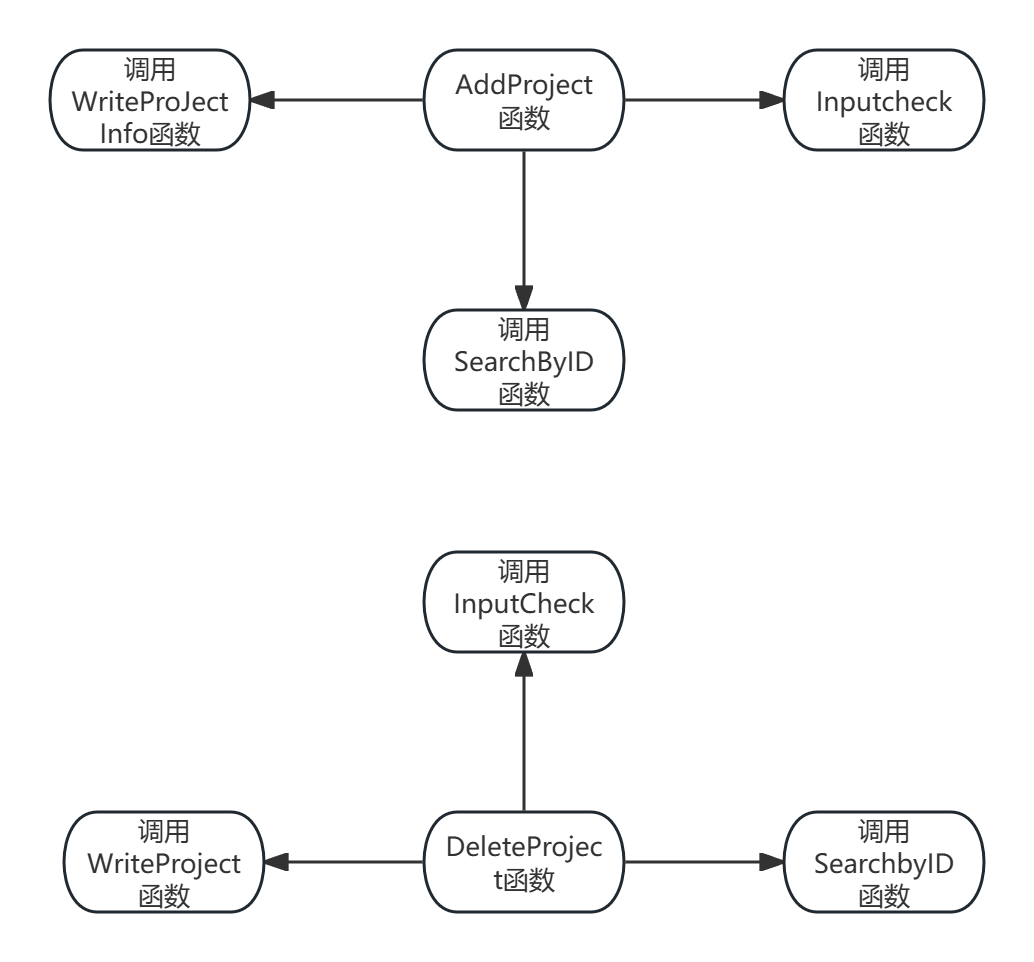 调用
WriteProJect
Info函数
AddProject
函数
调用
Inputcheck
函数
调用
SearchByID
函数
调用
InputCheck
函数
调用
WriteProject
函数
DeleteProjec
t函数
调用
SearchbyID
函数